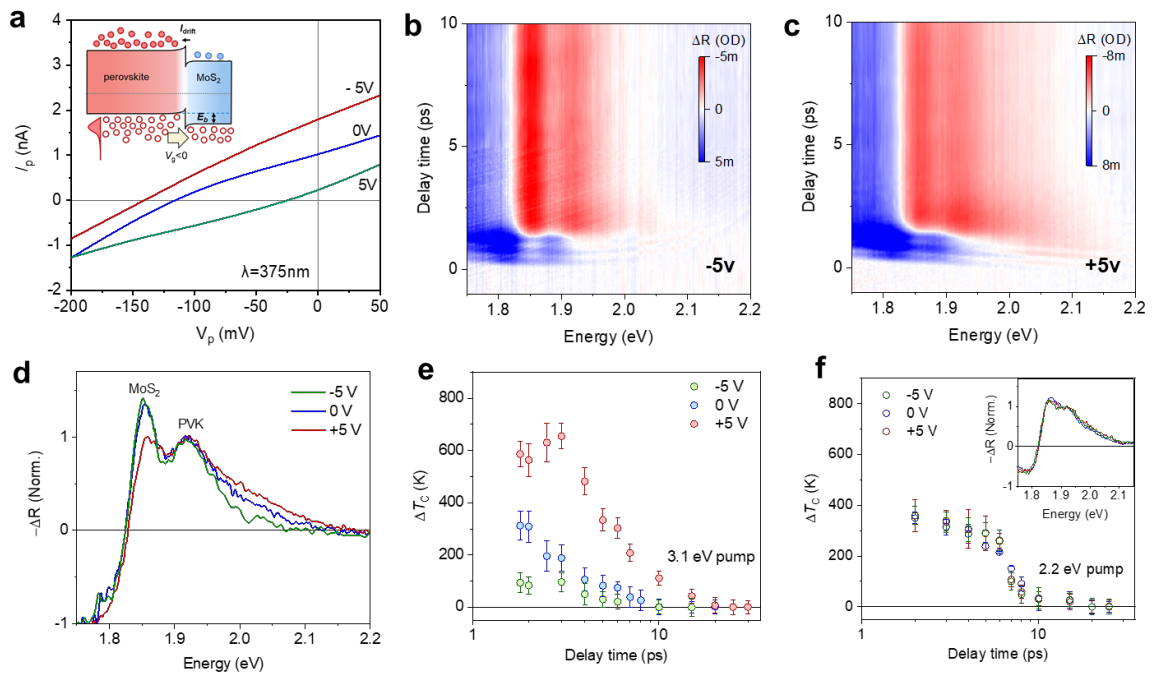 a
4
3
2
1
0
-1
-2
Iₚ (nA)
-200
-150
-100
-50
0
50
Vₚ (mV)
I_drift
perovskite
MoS₂
E_b
V_g<0
- 5V
0V
5V
λ=375nm
b
10
5
0
Delay time (ps)
1.8
1.9
2.0
2.1
2.2
Energy (eV)
ΔR (OD)
-5m
0
5m
-5v
c
10
5
0
Delay time (ps)
1.8
1.9
2.0
2.1
2.2
Energy (eV)
ΔR (OD)
-8m
0
8m
+5v
d
1
0
-1
−ΔR (Norm.)
1.8
1.9
2.0
2.1
2.2
Energy (eV)
MoS₂
PVK
-5 V
0 V
+5 V
e
800
600
400
200
0
ΔT_C (K)
1
10
Delay time (ps)
-5 V
0 V
+5 V
3.1 eV pump
f
800
600
400
200
0
ΔT_C (K)
1
10
Delay time (ps)
-5 V
0 V
+5 V
2.2 eV pump
1
0
-1
−ΔR (Norm.)
1.8
1.9
2.0
2.1
Energy (eV)